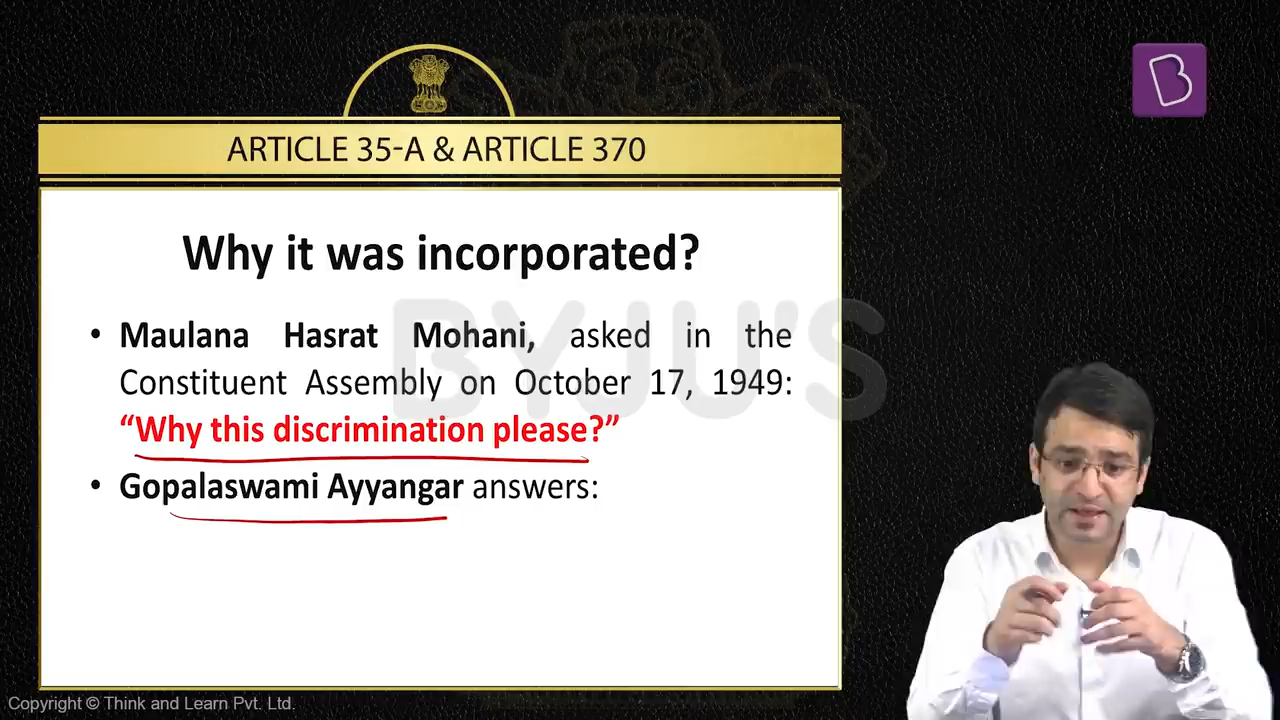 ARTICLE 35-A & ARTICLE 370
Why it was incorporated?
• Maulana Hasrat Mohani, asked in the
Constituent Assembly on October 17, 1949:
“Why this discrimination please?”
• Gopalaswami Ayyangar answers:
BYJU'S
Copyright © Think and Learn Pvt. Ltd.